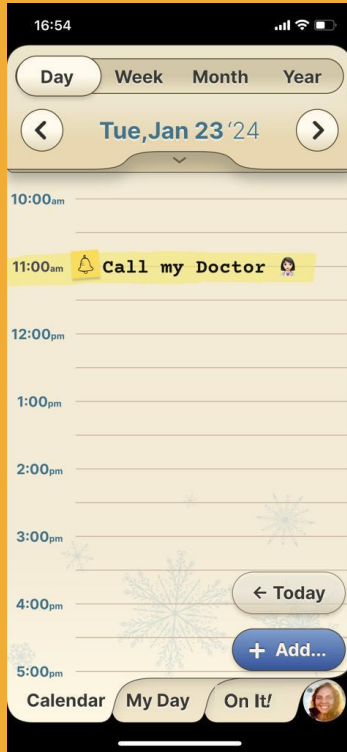 16:54
Day Week Month Year
Tue,Jan 23 '24
10:00am
11:00am Call my Doctor
12:00pm
1:00pm
2:00pm
3:00pm
← Today
4:00pm
+ Add...
5:00pm
Calendar My Day On It!